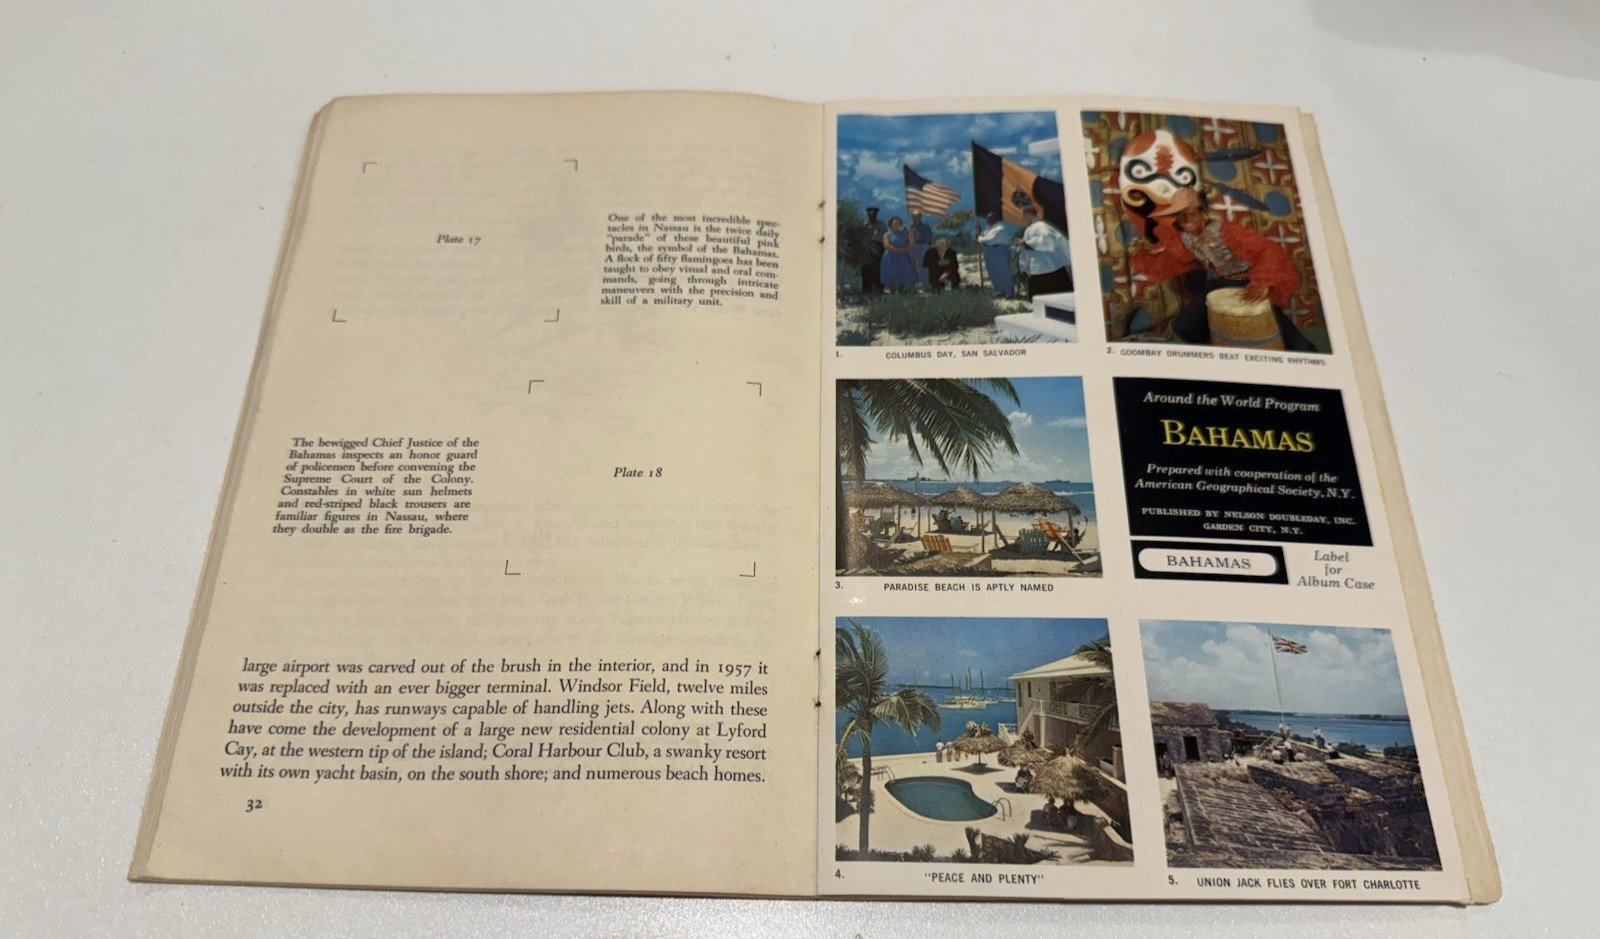 Plate 17
One of the most incredible spec-
tacles in Nassau is the twice daily
"parade" of these beautiful pink
birds, the symbol of the Bahamas.
A flock of fifty flamingoes has been
taught to obey visual and oral com-
mands, going through intricate
maneuvers with the precision and
skill of a military unit.
The bewigged Chief Justice of the
Bahamas inspects an honor guard
of policemen before convening the
Supreme Court of the Colony.
Constables in white sun helmets
and red-striped black trousers are
familiar figures in Nassau, where
they double as the fire brigade.
Plate 18
large airport was carved out of the brush in the interior, and in 1957 it
was replaced with an ever bigger terminal. Windsor Field, twelve miles
outside the city, has runways capable of handling jets. Along with these
have come the development of a large new residential colony at Lyford
Cay, at the western tip of the island; Coral Harbour Club, a swanky resort
with its own yacht basin, on the south shore; and numerous beach homes.
32
1. COLUMBUS DAY, SAN SALVADOR
2. GOOMBAY DRUMMERS BEAT EXCITING RHYTHMS
3. PARADISE BEACH IS APTLY NAMED
Around the World Program
BAHAMAS
Prepared with cooperation of the
American Geographical Society, N.Y.
PUBLISHED BY NELSON DOUBLEDAY, INC.
GARDEN CITY, N.Y.
BAHAMAS
Label
for
Album Case
4. "PEACE AND PLENTY"
5. UNION JACK FLIES OVER FORT CHARLOTTE